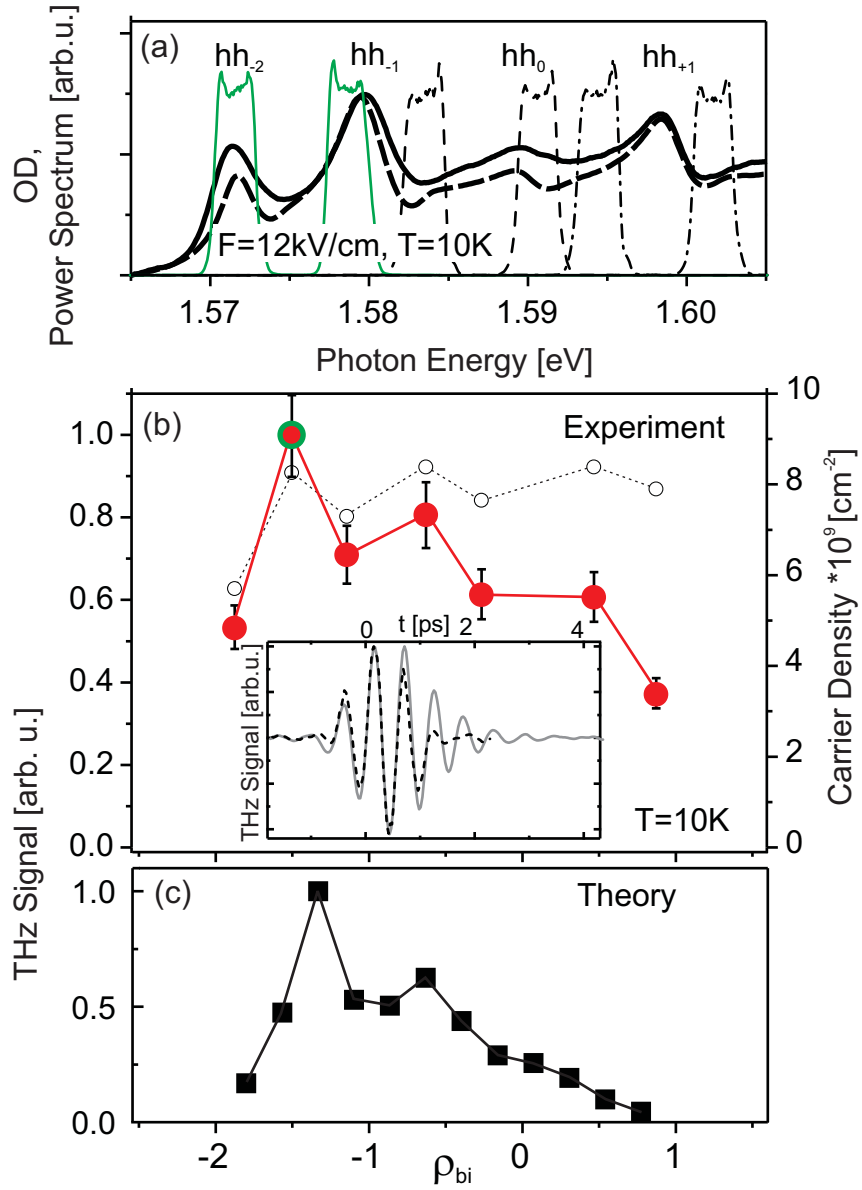 (a)
hh-2
hh-1
hh0
hh+1
OD,
Power Spectrum [arb.u.]
F=12kV/cm, T=10K
1.57
1.58
1.59
1.60
Photon Energy [eV]
(b)
Experiment
10
8
6
4
2
0
Carrier Density *10⁹ [cm⁻²]
1.0
0.8
0.6
0.4
0.2
0.0
THz Signal [arb. u.]
0
t [ps]
2
4
THz Signal [arb.u.]
T=10K
(c)
Theory
1.0
0.5
0.0
-2
-1
0
1
ρbi